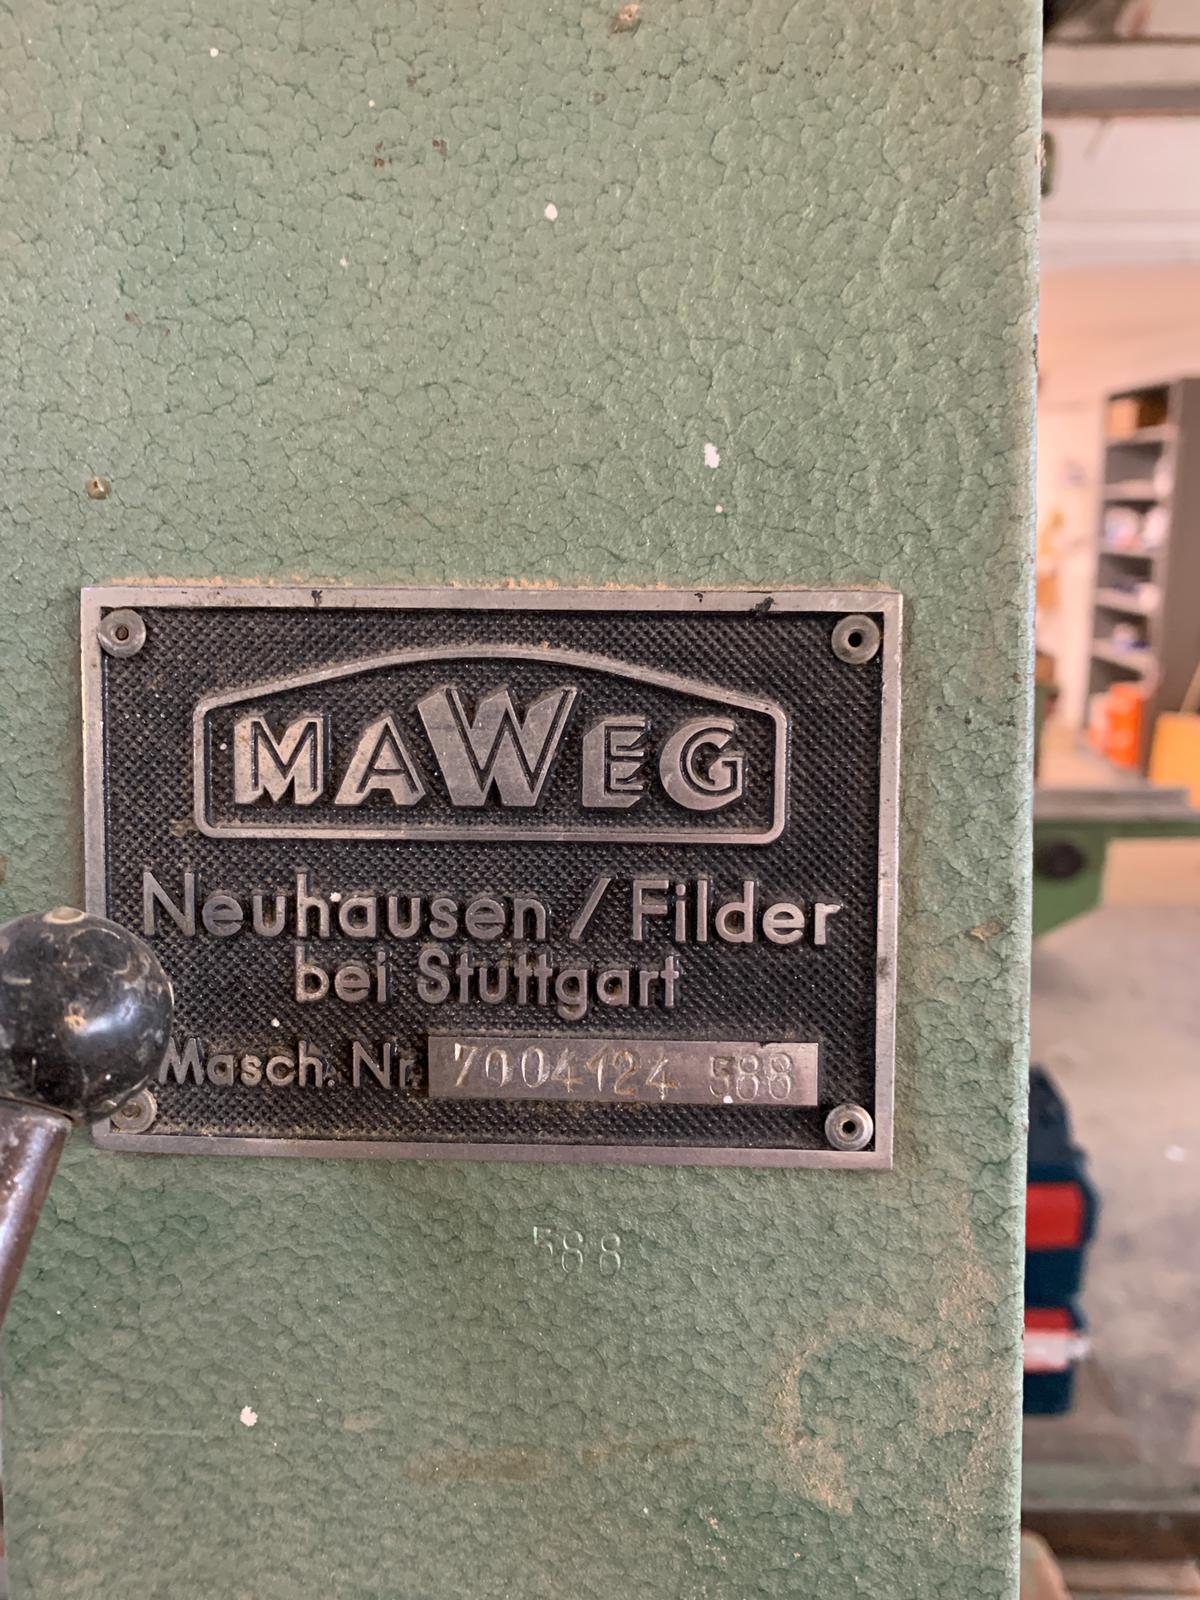 MAWEG
Neuhausen / Filder
bei Stuttgart
Masch. Nr. 7004124 588
588